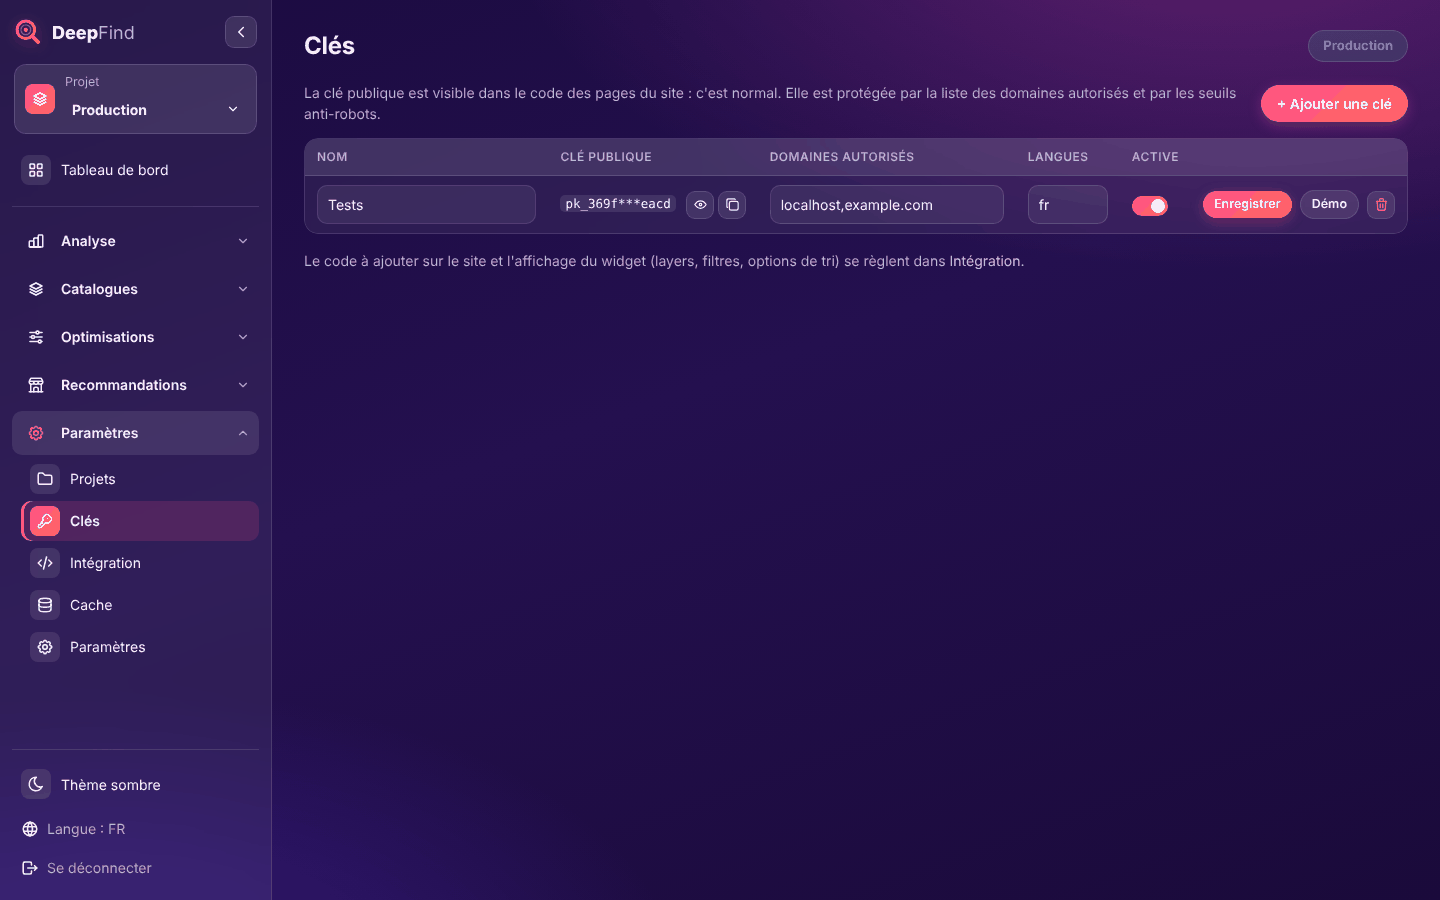 DeepFind
Projet
Production
Tableau de bord
Analyse
Catalogues
Optimisations
Recommandations
Paramètres
Projets
Clés
Intégration
Cache
Paramètres
Thème sombre
Langue : FR
Se déconnecter
Clés
Production
La clé publique est visible dans le code des pages du site : c'est normal. Elle est protégée par la liste des domaines autorisés et par les seuils
anti-robots.
+ Ajouter une clé
NOM CLÉ PUBLIQUE DOMAINES AUTORISÉS LANGUES ACTIVE
Tests pk_369f***eacd localhost,example.com fr Enregistrer Démo
Le code à ajouter sur le site et l'affichage du widget (layers, filtres, options de tri) se règlent dans Intégration.